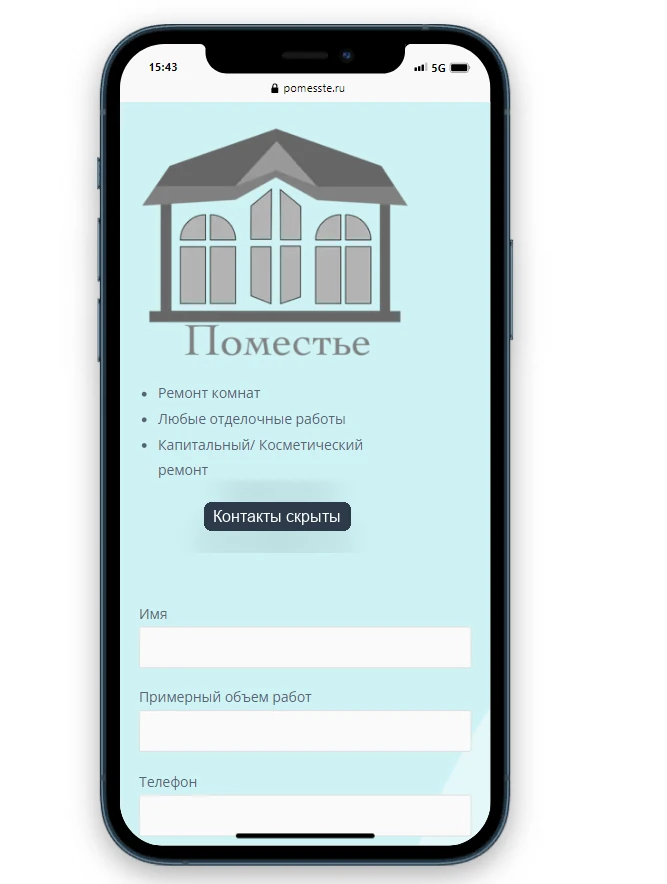 15:43
5G
pomesste.ru
Поместье
Ремонт комнат
Любые отделочные работы
Капитальный/ Косметический
ремонт
Контакты скрыты
Имя
Примерный объем работ
Телефон